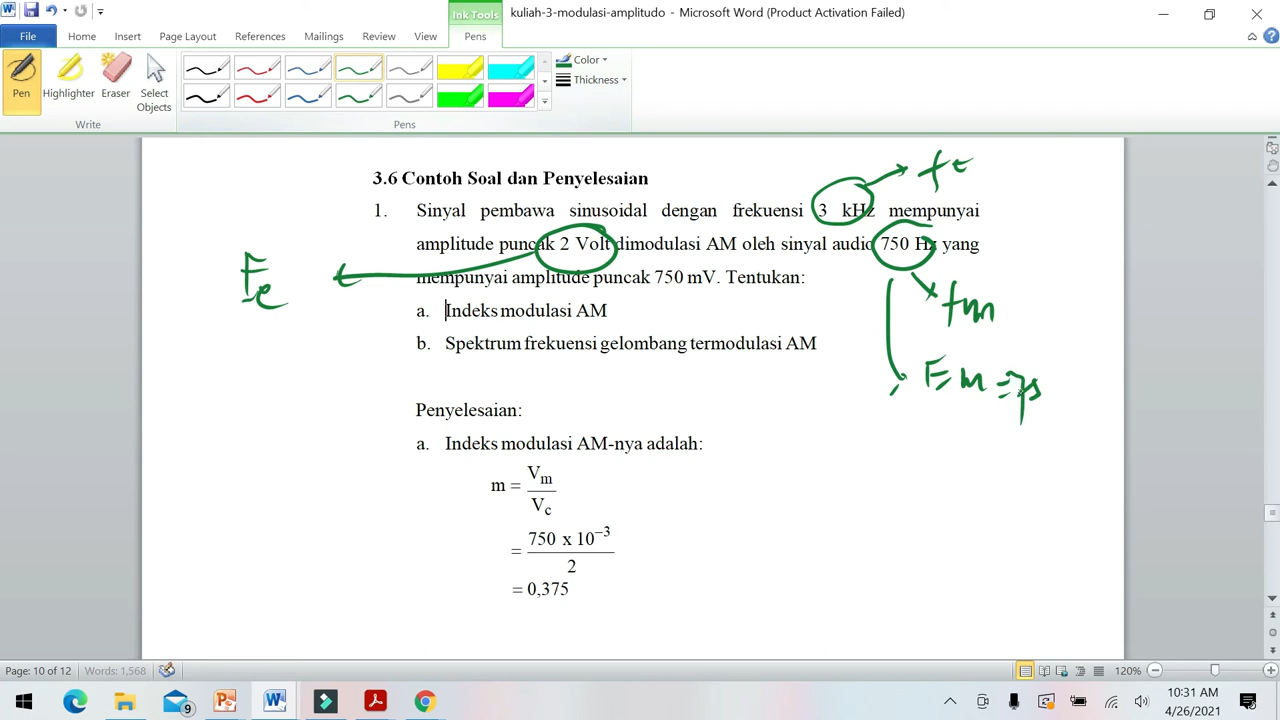 kuliah-3-modulasi-amplitudo - Microsoft Word (Product Activation Failed)
Ink Tools
File Home Insert Page Layout References Mailings Review View Pens
Pen Highlighter Eraser Select Objects
Color
Thickness
Write
Pens
3.6 Contoh Soal dan Penyelesaian
fc
1. Sinyal pembawa sinusoidal dengan frekuensi 3 kHz mempunyai
amplitude puncak 2 Volt dimodulasi AM oleh sinyal audio 750 Hz yang
Ec
mempunyai amplitude puncak 750 mV. Tentukan:
a. Indeks modulasi AM
fm
b. Spektrum frekuensi gelombang termodulasi AM
Em =
Penyelesaian:
a. Indeks modulasi AM-nya adalah:
m = Vm
Vc
= 750 x 10⁻³
2
= 0,375
Page: 10 of 12 Words: 1,568 120%
9
10:31 AM
4/26/2021